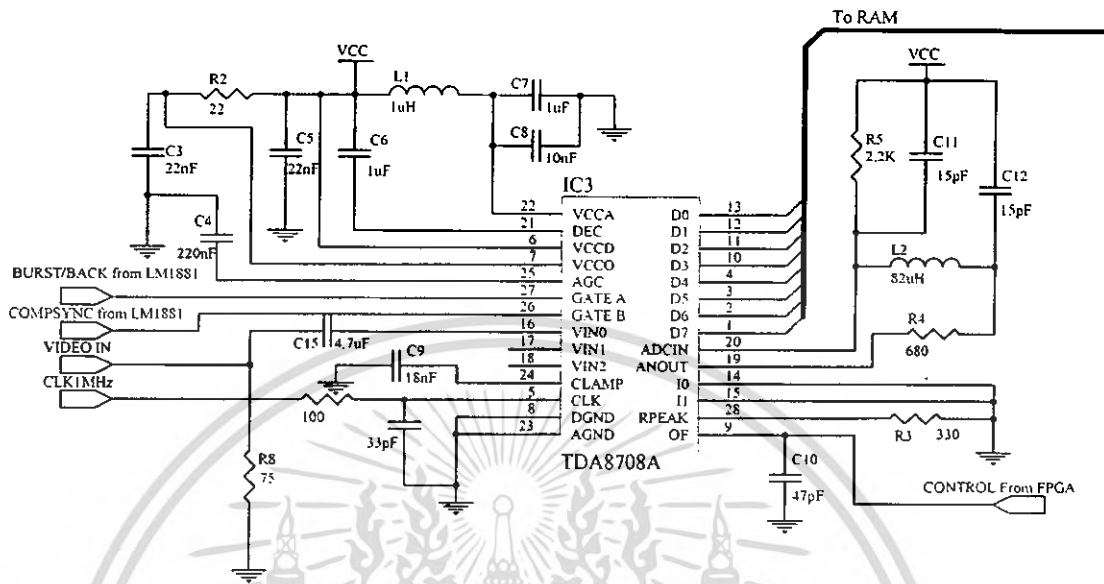 To RAM
VCC
VCC
R2
22
L1
1uH
C7
1uF
C8
10nF
C3
22nF
C5
22nF
C6
1uF
C4
220nF
R5
2,2K
C11
15pF
C12
15pF
L2
82uH
R4
680
IC3
22 VCCA D0 13
21 DEC D1 12
6 VCCD D2 11
7 VCCO D3 10
25 AGC D4 4
27 GATE A D5 3
26 GATE B D6 2
16 VIN0 D7 1
17 VIN1 ADCIN 20
18 VIN2 ANOUT 19
24 CLAMP I0 14
5 CLK I1 15
8 DGND RPEAK 28
23 AGND OF 9
TDA8708A
BURST/BACK from LM1881
COMPSYNC from LM1881
VIDEO IN
CLK1MHz
C15 4,7uF
C9
18nF
100
33pF
R8
75
R3 330
C10
47pF
CONTROL From FPGA